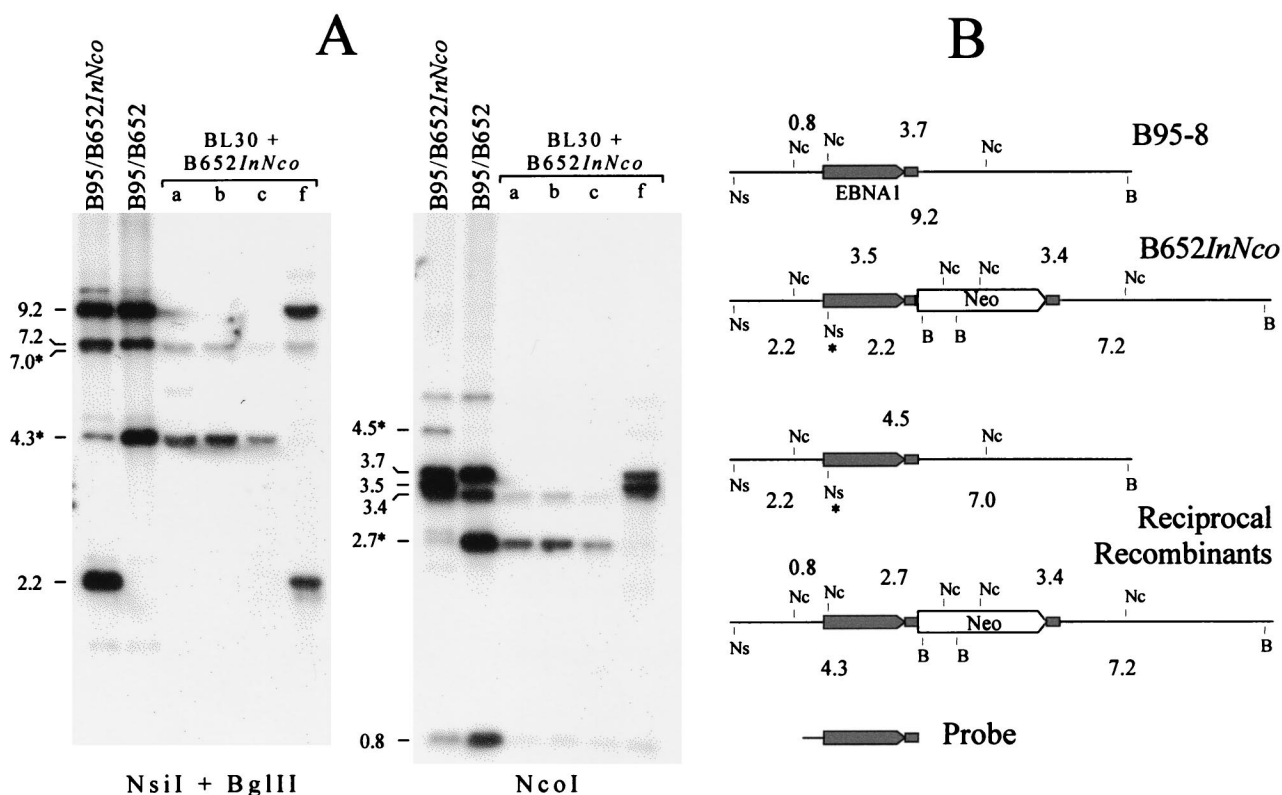 A
B95/B652InNco
B95/B652
BL30 +
B652InNco
a b c f
9.2
7.2
7.0*
4.3*
2.2
NsiI + BglII
B95/B652InNco
B95/B652
BL30 +
B652InNco
a b c f
4.5*
3.7
3.5
3.4
2.7*
0.8
NcoI
B
0.8 3.7
Nc Nc Nc
B95-8
Ns EBNA1 B
9.2
B652InNco
3.5 3.4
Nc Nc Nc Nc
Neo
Ns Ns B B B
*
2.2 2.2 7.2
4.5
Nc Nc
Ns Ns B
2.2 * 7.0
Reciprocal
Recombinants
0.8 2.7 3.4
Nc Nc Nc Nc Nc
Neo
Ns B B B
4.3 7.2
Probe